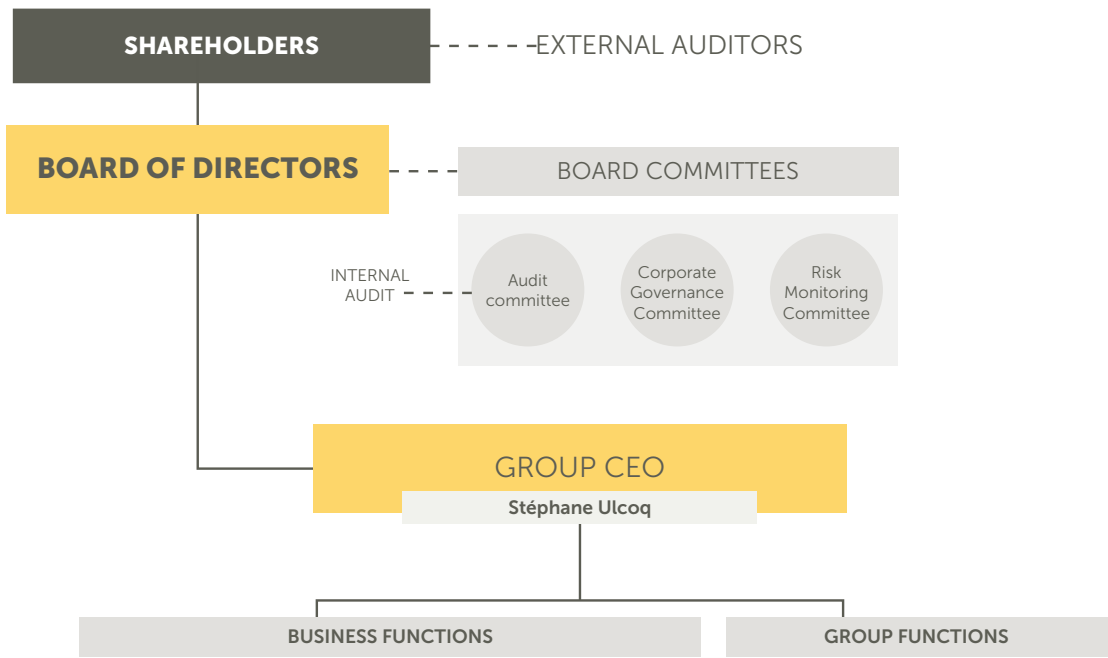 SHAREHOLDERS
EXTERNAL AUDITORS
BOARD OF DIRECTORS
BOARD COMMITTEES
INTERNAL
AUDIT
Audit
committee
Corporate
Governance
Committee
Risk
Monitoring
Committee
GROUP CEO
Stéphane Ulcoq
BUSINESS FUNCTIONS
GROUP FUNCTIONS